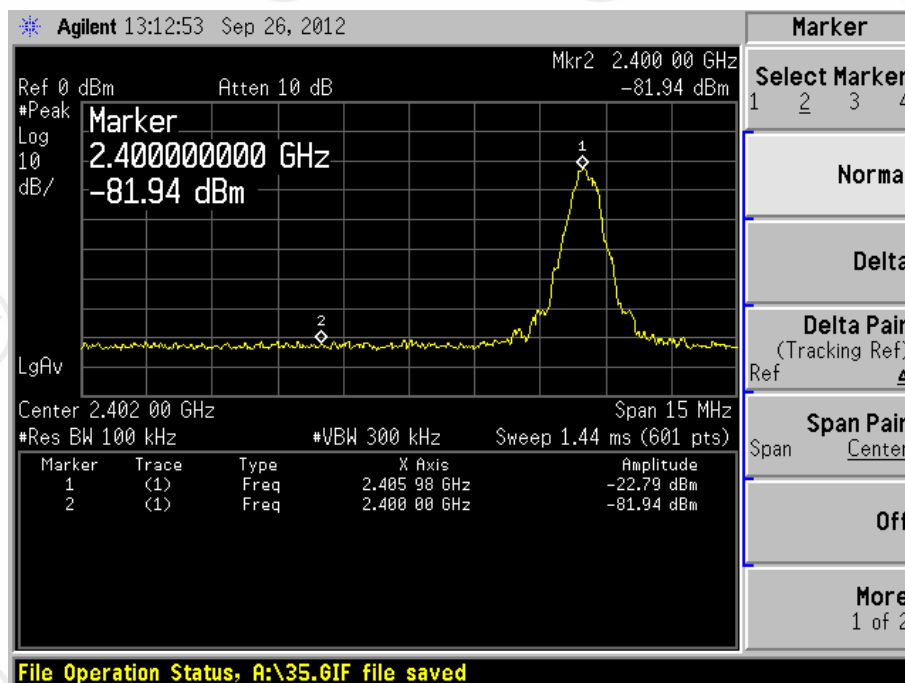 Agilent 13:12:53 Sep 26, 2012
Mkr2 2.400 00 GHz
Ref 0 dBm Atten 10 dB -81.94 dBm
#Peak
Log
10
dB/
Marker
2.400000000 GHz
-81.94 dBm
1
2
LgAv
Center 2.402 00 GHz Span 15 MHz
#Res BW 100 kHz #VBW 300 kHz Sweep 1.44 ms (601 pts)
Marker Trace Type X Axis Amplitude
1 (1) Freq 2.405 98 GHz -22.79 dBm
2 (1) Freq 2.400 00 GHz -81.94 dBm
File Operation Status, A:\35.GIF file saved
Marker
Select Marker
1 2 3 4
Norma
Delta
Delta Pair
(Tracking Ref)
Ref
Span Pair
Span Center
Off
More
1 of 2